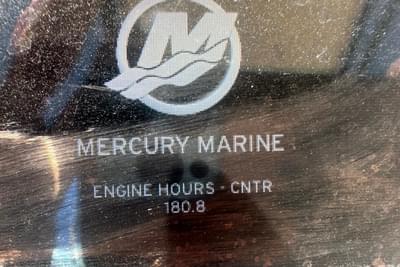 MERCURY MARINE
ENGINE HOURS - CNTR
180.8